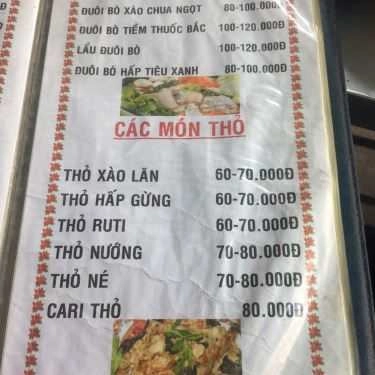 ĐUÔI BÒ XÀO CHUA NGỌT 80-100.000Đ
ĐUÔI BÒ TIỀM THUỐC BẮC 100-120.000Đ
LẨU ĐUÔI BÒ 100-120.000Đ
ĐUÔI BÒ HẤP TIÊU XANH 80-100.000Đ
CÁC MÓN THỎ
THỎ XÀO LĂN 60-70.000Đ
THỎ HẤP GỪNG 60-70.000Đ
THỎ RUTI 60-70.000Đ
THỎ NƯỚNG 70-80.000Đ
THỎ NÉ 70-80.000Đ
CARI THỎ 80.000Đ